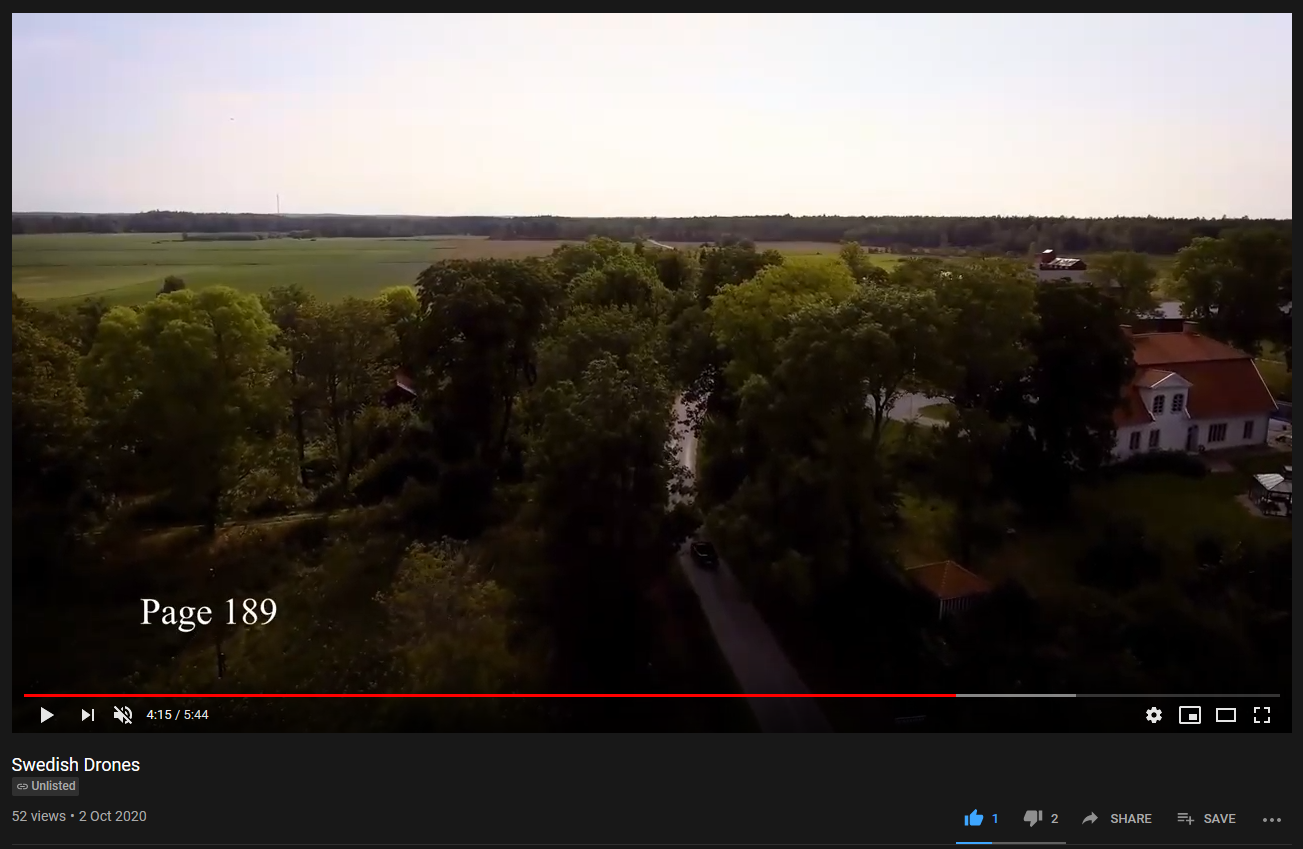 Page 189
4:15 / 5:44
Swedish Drones
Unlisted
52 views • 2 Oct 2020
1
2
SHARE
SAVE